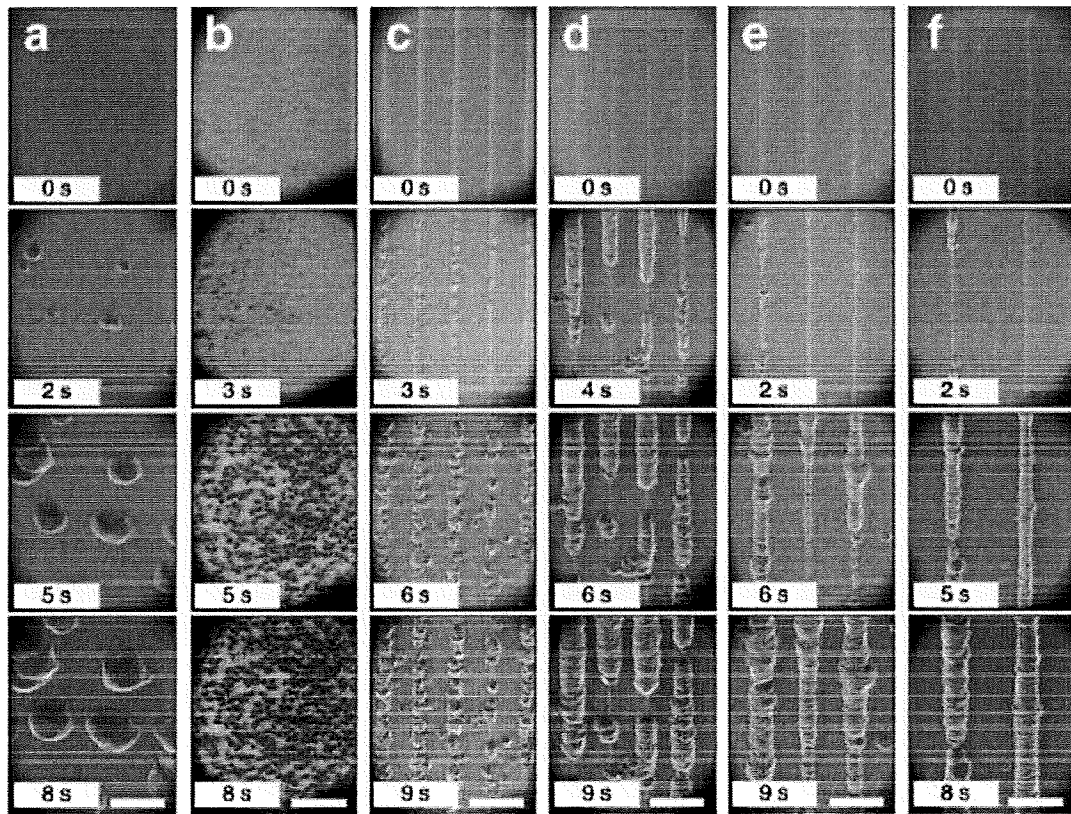 a b c d e f
0 s 0 s 0 s 0 s 0 s 0 s
2 s 3 s 3 s 4 s 2 s 2 s
5 s 5 s 6 s 6 s 6 s 5 s
8 s 8 s 9 s 9 s 9 s 8 s